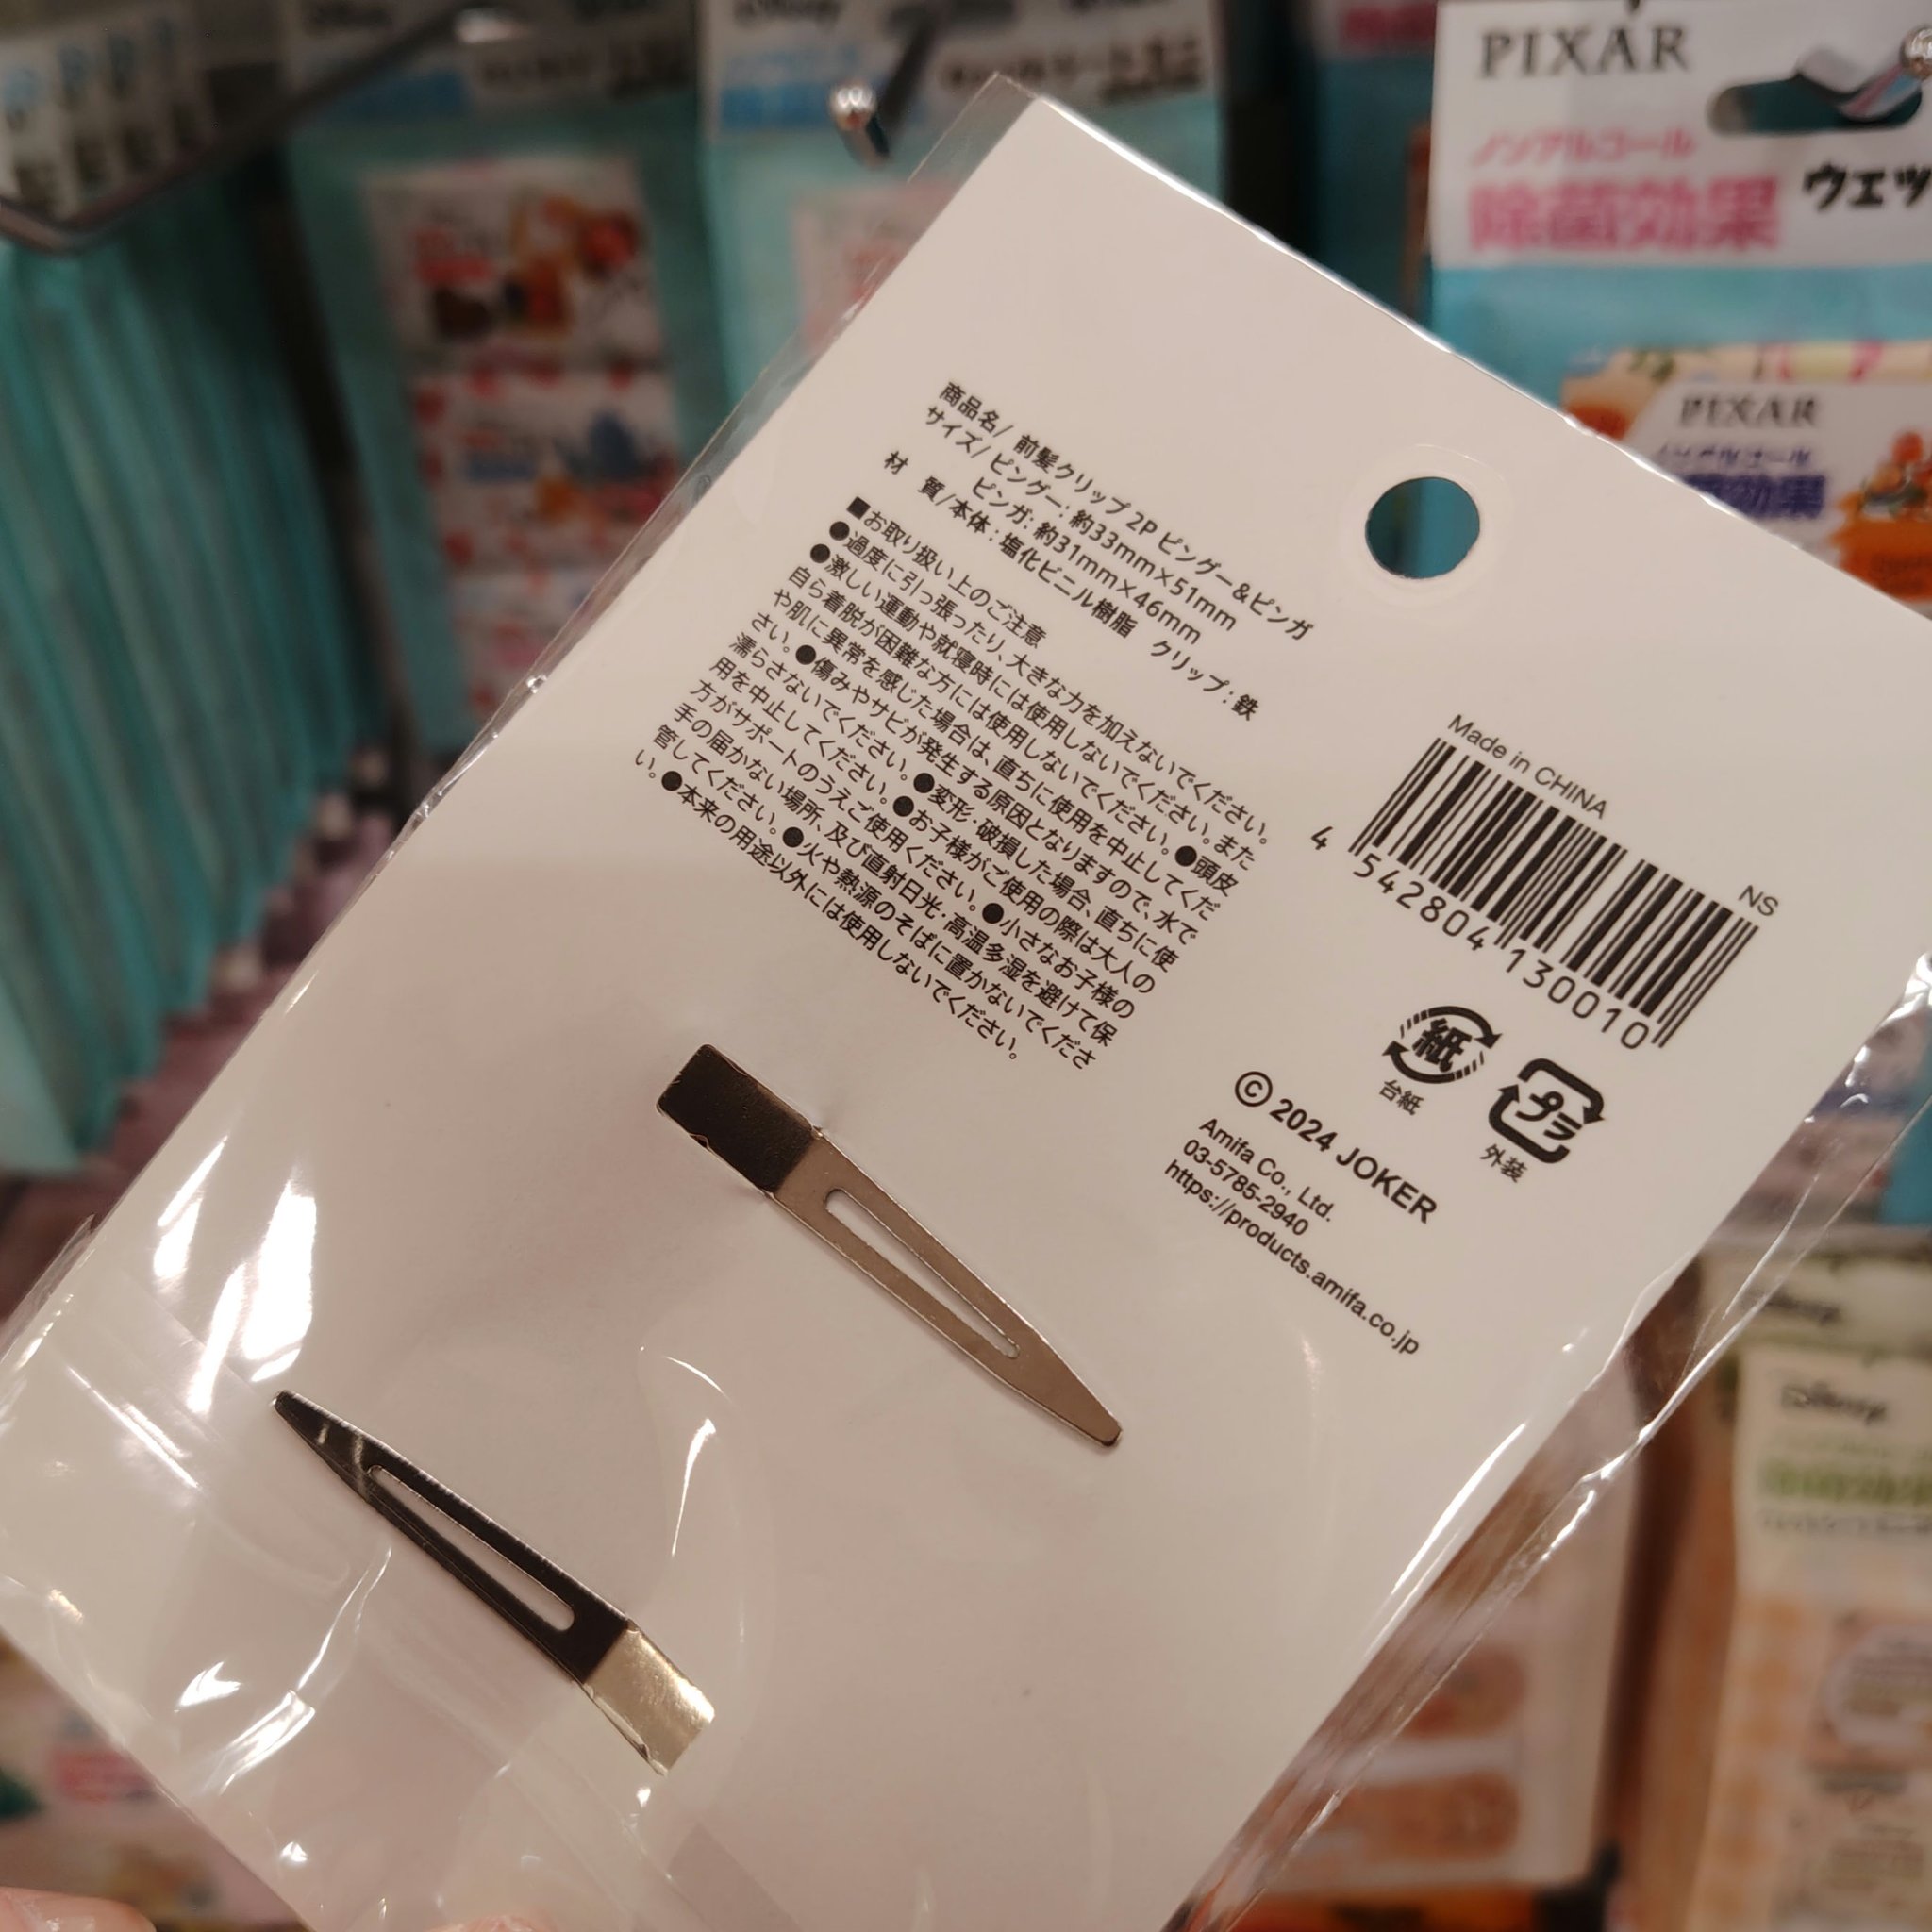 商品名/ 前髪クリップ 2P ピングー&ピンガ
サイズ/ ピングー: 約33mm×51mm
ピンガ: 約31mm×46mm
材 質/本体: 塩化ビニル樹脂 クリップ: 鉄
■お取り扱い上のご注意
●過度に引っ張ったり、大きな力を加えないでください。
●激しい運動や就寝時には使用しないでください。また
自ら着脱が困難な方には使用しないでください。●頭皮
や肌に異常を感じた場合は、直ちに使用を中止してくだ
さい。●傷みやサビが発生する原因となりますので、水で
濡らさないでください。●変形・破損した場合、直ちに使
用を中止してください。●お子様がご使用の際は大人の
方がサポートのうえご使用ください。●小さなお子様の
手の届かない場所、及び直射日光・高温多湿を避けて保
管してください。●火や熱源のそばに置かないでくださ
い。●本来の用途以外には使用しないでください。
Made in CHINA
NS
4 542804 130010
紙
台紙
プラ
外装
© 2024 JOKER
Amifa Co., Ltd.
03-5785-2940
https://products.amifa.co.jp
PIXAR
ノンアルコール
除菌効果
ウェッ
PIXAR
ノンアルコール
Disney